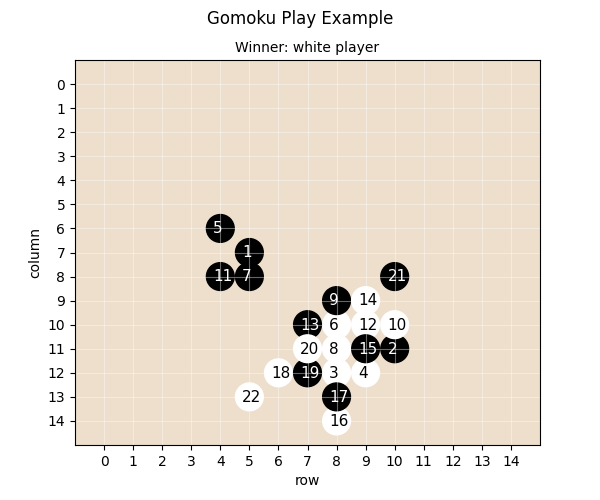 Gomoku Play Example
Winner: white player
0
1
2
3
4
5
6 5
7 1
8 11 7 21
9 9 14
10 13 6 12 10
11 20 8 15 2
12 18 19 3 4
13 22 17
14 16
column
0 1 2 3 4 5 6 7 8 9 10 11 12 13 14
row